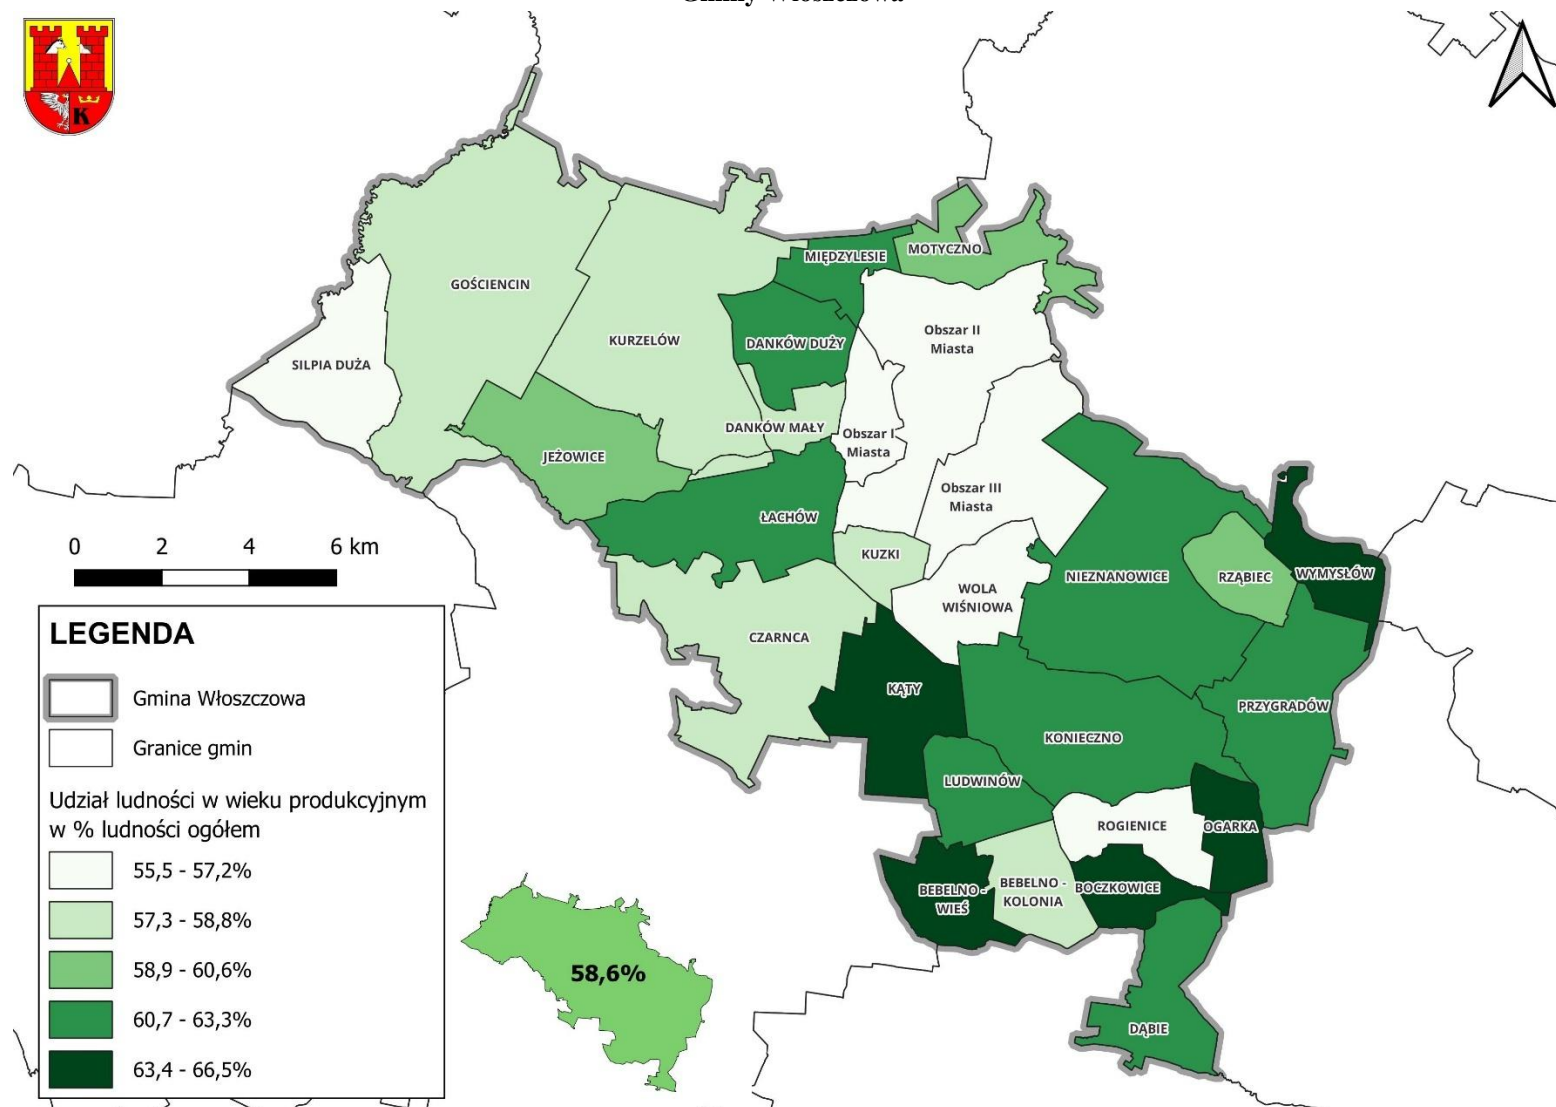 Gminy Włoszczowa
K
GOŚCIENCIN
SILPIA DUŻA
KURZELÓW
JEŻOWICE
MIĘDZYLESIE
MOTYCZNO
DANKÓW DUŻY
DANKÓW MAŁY
Obszar II
Miasta
Obszar I
Miasta
Obszar III
Miasta
ŁACHÓW
KUZKI
WOLA
WIŚNIOWA
NIEZNANOWICE
RZĄBIEC
WYMYSŁÓW
CZARNCA
KĄTY
PRZYGRADÓW
KONIECZNO
LUDWINÓW
ROGIENICE
OGARKA
BEBELNO -
WIEŚ
BEBELNO -
KOLONIA
BOCZKOWICE
DĄBIE
0 2 4 6 km
LEGENDA
Gmina Włoszczowa
Granice gmin
Udział ludności w wieku produkcyjnym
w % ludności ogółem
55,5 - 57,2%
57,3 - 58,8%
58,9 - 60,6%
60,7 - 63,3%
63,4 - 66,5%
58,6%